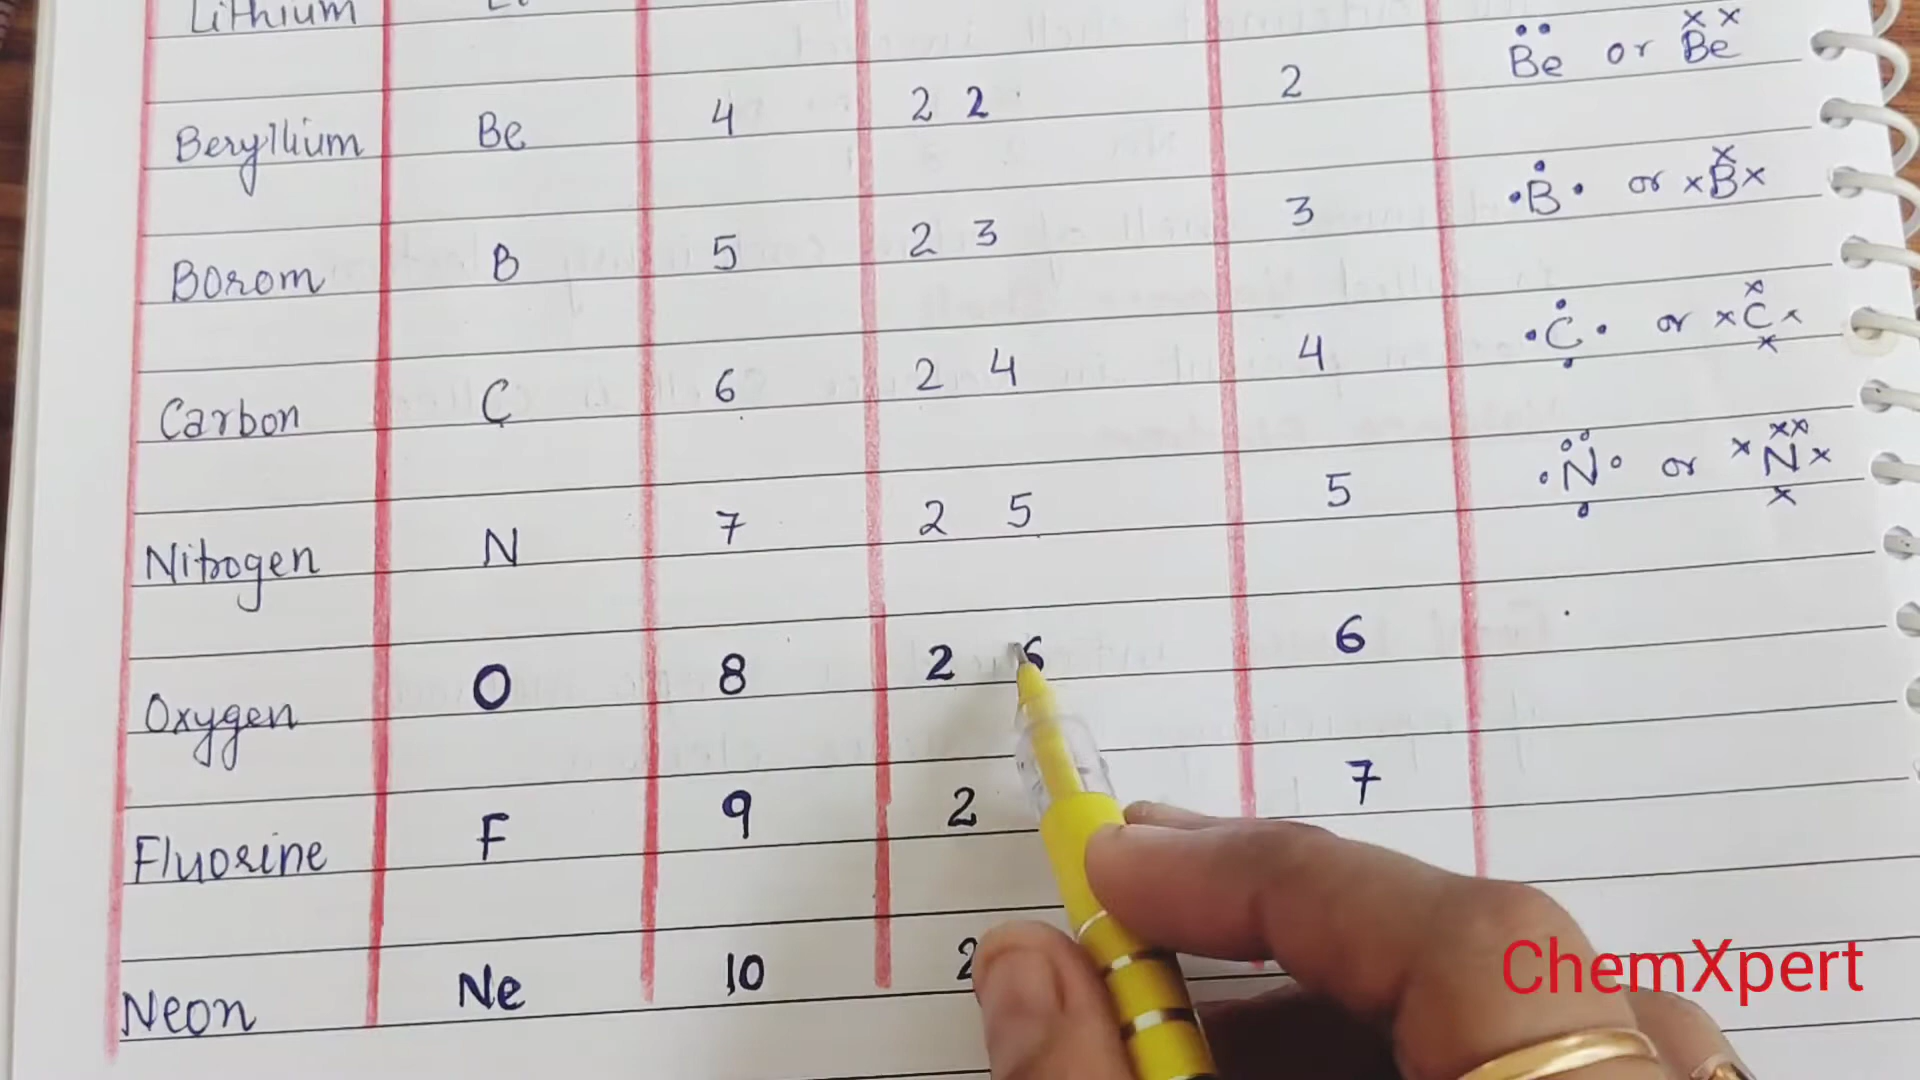 Lithium
Beryllium Be 4 2 2 2 Be or Be
Borom B 5 2 3 3 B or B
Carbon C 6 2 4 4 C or C
Nitrogen N 7 2 5 5 N or N
Oxygen O 8 2 6 6
Fluorine F 9 2 7
Neon Ne 10 2
ChemXpert